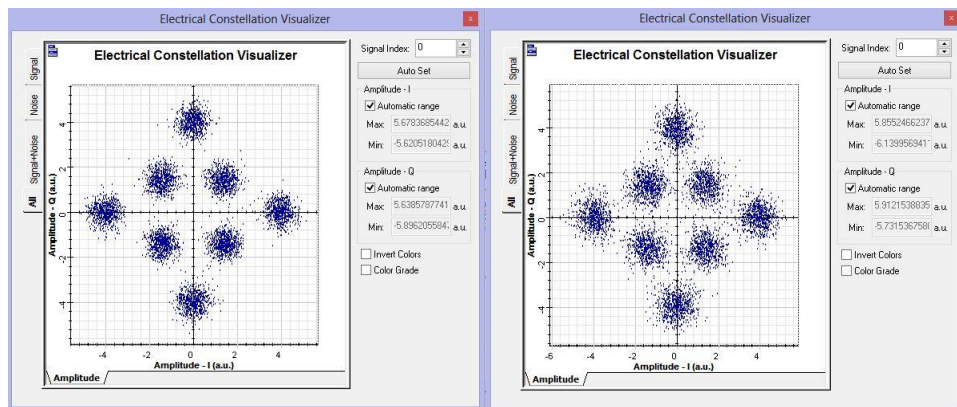 Electrical Constellation Visualizer
x
Electrical Constellation Visualizer
Signal
Noise
Signal+Noise
All
Amplitude - Q (a.u.)
4
2
0
-2
-4
-4
-2
0
2
4
Amplitude - I (a.u.)
Amplitude
Signal Index: 0
Auto Set
Amplitude - I
Automatic range
Max: 5.6783685442 a.u.
Min: -5.620518042 a.u.
Amplitude - Q
Automatic range
Max: 5.6385787741 a.u.
Min: -5.896205584 a.u.
Invert Colors
Color Grade
Electrical Constellation Visualizer
x
Electrical Constellation Visualizer
Signal
Noise
Signal+Noise
All
Amplitude - Q (a.u.)
4
2
0
-2
-4
-6
-4
-2
0
2
4
Amplitude - I (a.u.)
Amplitude
Signal Index: 0
Auto Set
Amplitude - I
Automatic range
Max: 5.8552466237 a.u.
Min: -6.139956941 a.u.
Amplitude - Q
Automatic range
Max: 5.9121538835 a.u.
Min: -5.731536758 a.u.
Invert Colors
Color Grade